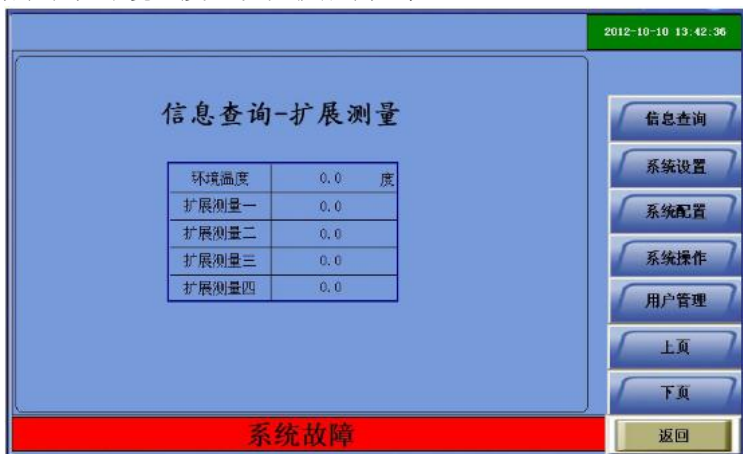 2012-10-10 13:42:36
信息查询-扩展测量
环境温度 0.0 度
扩展测量一 0.0
扩展测量二 0.0
扩展测量三 0.0
扩展测量四 0.0
信息查询
系统设置
系统配置
系统操作
用户管理
上页
下页
系统故障
返回